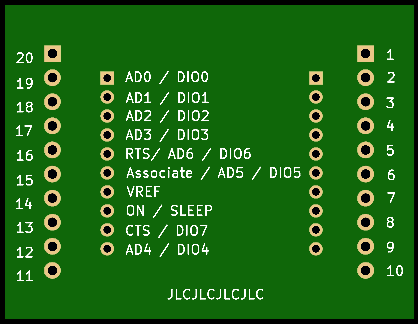 20 1
19 AD0 / DIO0 2
18 AD1 / DIO1 3
AD2 / DIO2
17 AD3 / DIO3 4
16 RTS/ AD6 / DIO6 5
15 Associate / AD5 / DIO5 6
14 VREF 7
ON / SLEEP
13 CTS / DIO7 8
12 AD4 / DIO4 9
11 10
JLCJLCJLCJLC